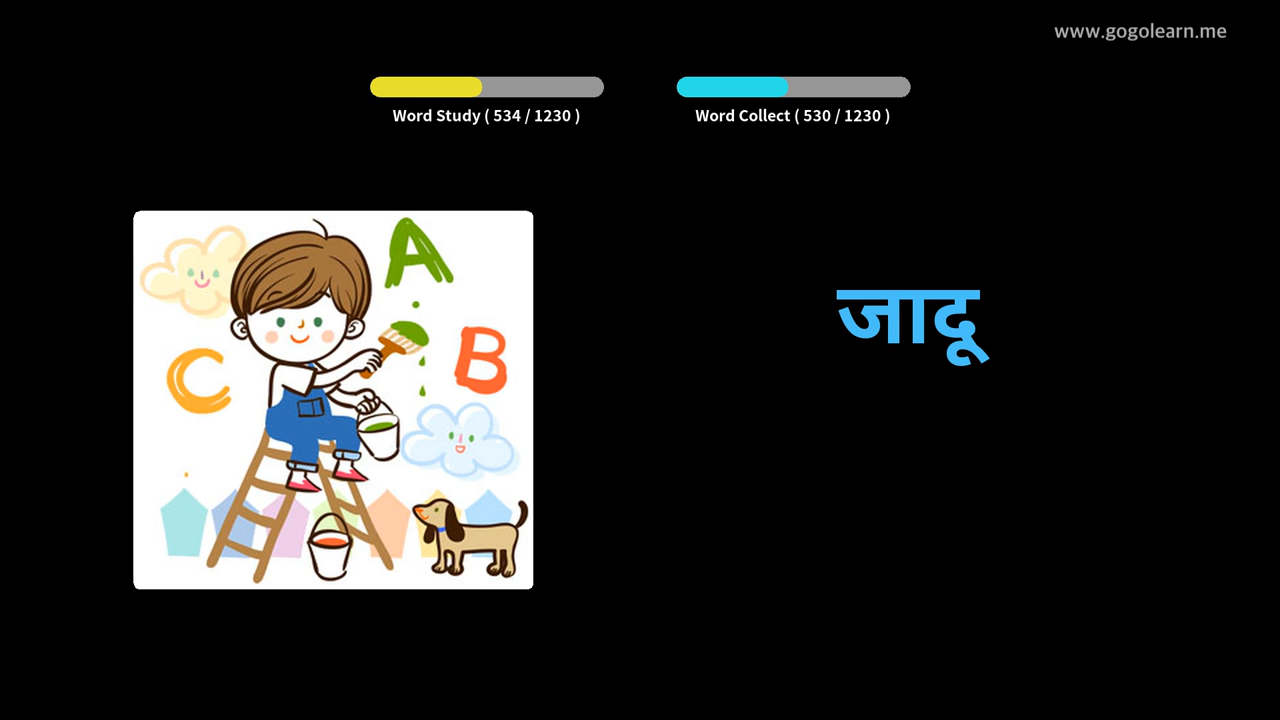 www.gogolearn.me
Word Study ( 534 / 1230 )
Word Collect ( 530 / 1230 )
A
B
C
जादू